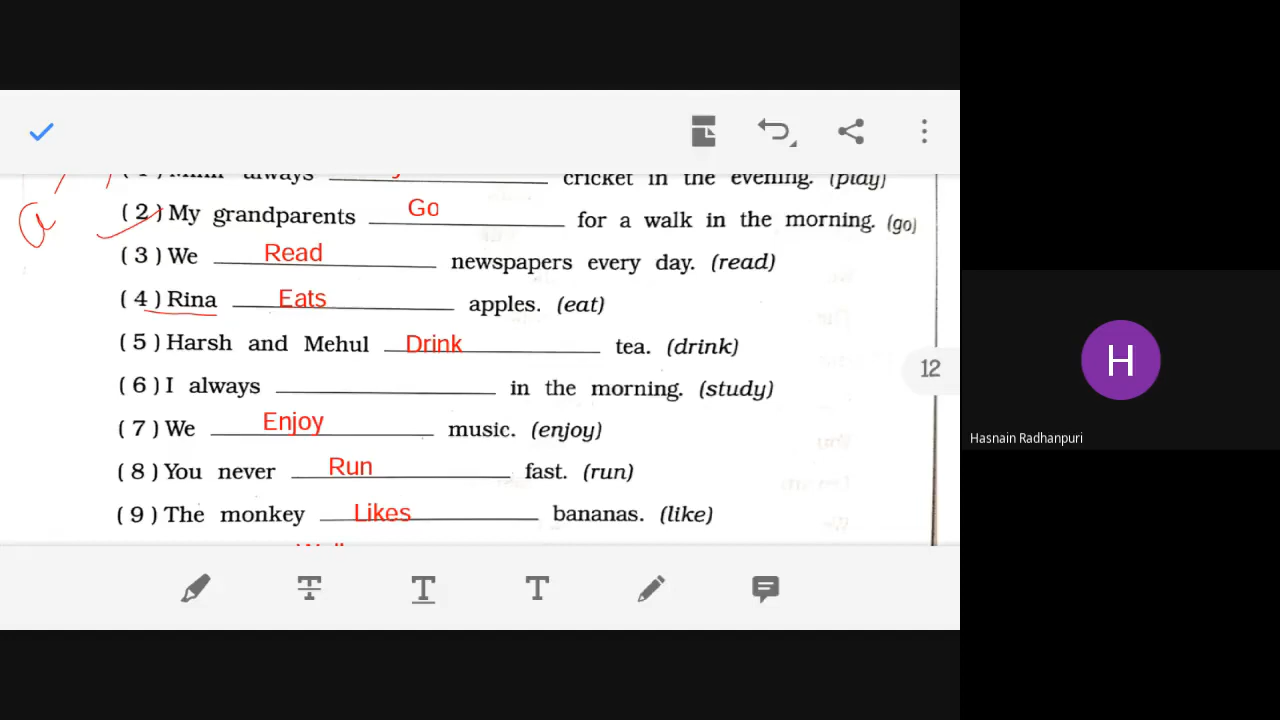 always cricket in the evening. (play)
(2) My grandparents Go for a walk in the morning. (go)
(3) We Read newspapers every day. (read)
(4) Rina Eats apples. (eat)
(5) Harsh and Mehul Drink tea. (drink)
(6) I always in the morning. (study)
(7) We Enjoy music. (enjoy)
(8) You never Run fast. (run)
(9) The monkey Likes bananas. (like)
12
H
Hasnain Radhanpuri